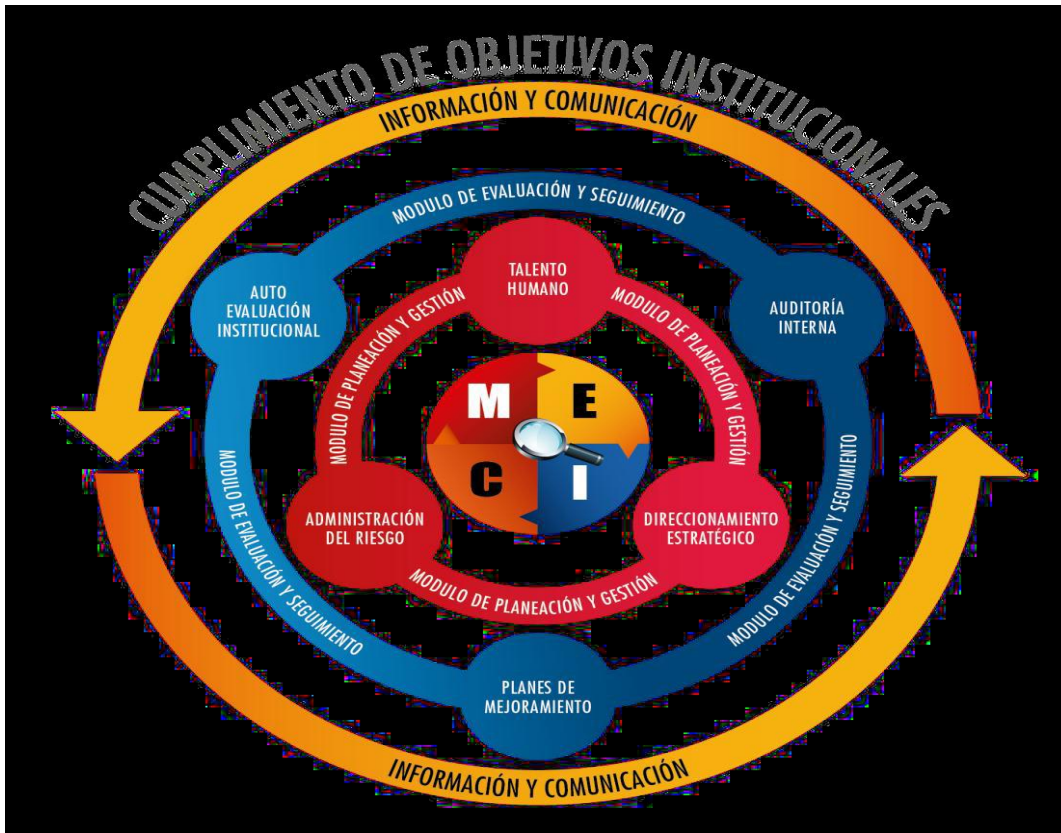 CUMPLIMIENTO DE OBJETIVOS INSTITUCIONALES
INFORMACIÓN Y COMUNICACIÓN
MODULO DE EVALUACIÓN Y SEGUIMIENTO
AUTO
EVALUACIÓN
INSTITUCIONAL
TALENTO
HUMANO
AUDITORÍA
INTERNA
MODULO DE PLANEACIÓN Y GESTIÓN
MODULO DE PLANEACIÓN Y GESTIÓN
M E
C I
ADMINISTRACIÓN
DEL RIESGO
DIRECCIONAMIENTO
ESTRATÉGICO
MODULO DE PLANEACIÓN Y GESTIÓN
MODULO DE EVALUACIÓN Y SEGUIMIENTO
MODULO DE EVALUACIÓN Y SEGUIMIENTO
PLANES DE
MEJORAMIENTO
INFORMACIÓN Y COMUNICACIÓN